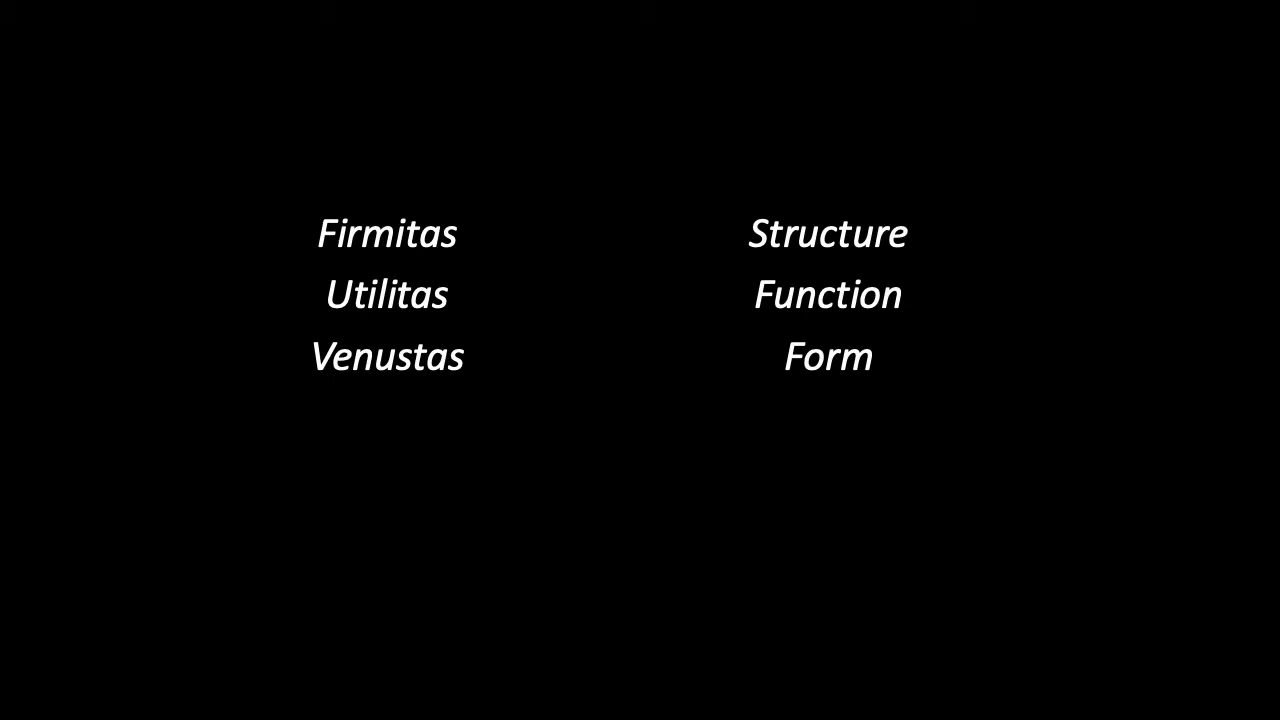 Firmitas
Utilitas
Venustas
Structure
Function
Form